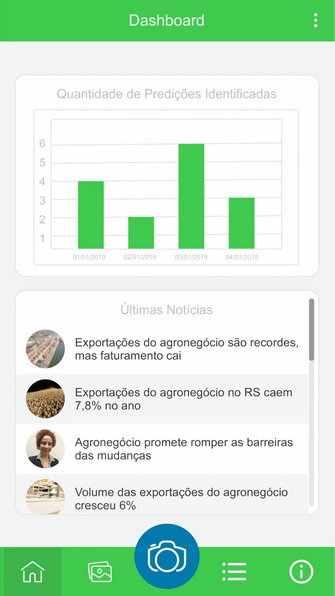 Dashboard
Quantidade de Predições Identificadas
6
5
4
3
2
1
01/01/2019 02/01/2019 03/01/2019 04/01/2019
Últimas Notícias
Exportações do agronegócio são recordes,
mas faturamento cai
Exportações do agronegócio no RS caem
7,8% no ano
Agronegócio promete romper as barreiras
das mudanças
Volume das exportações do agronegócio
cresceu 6%